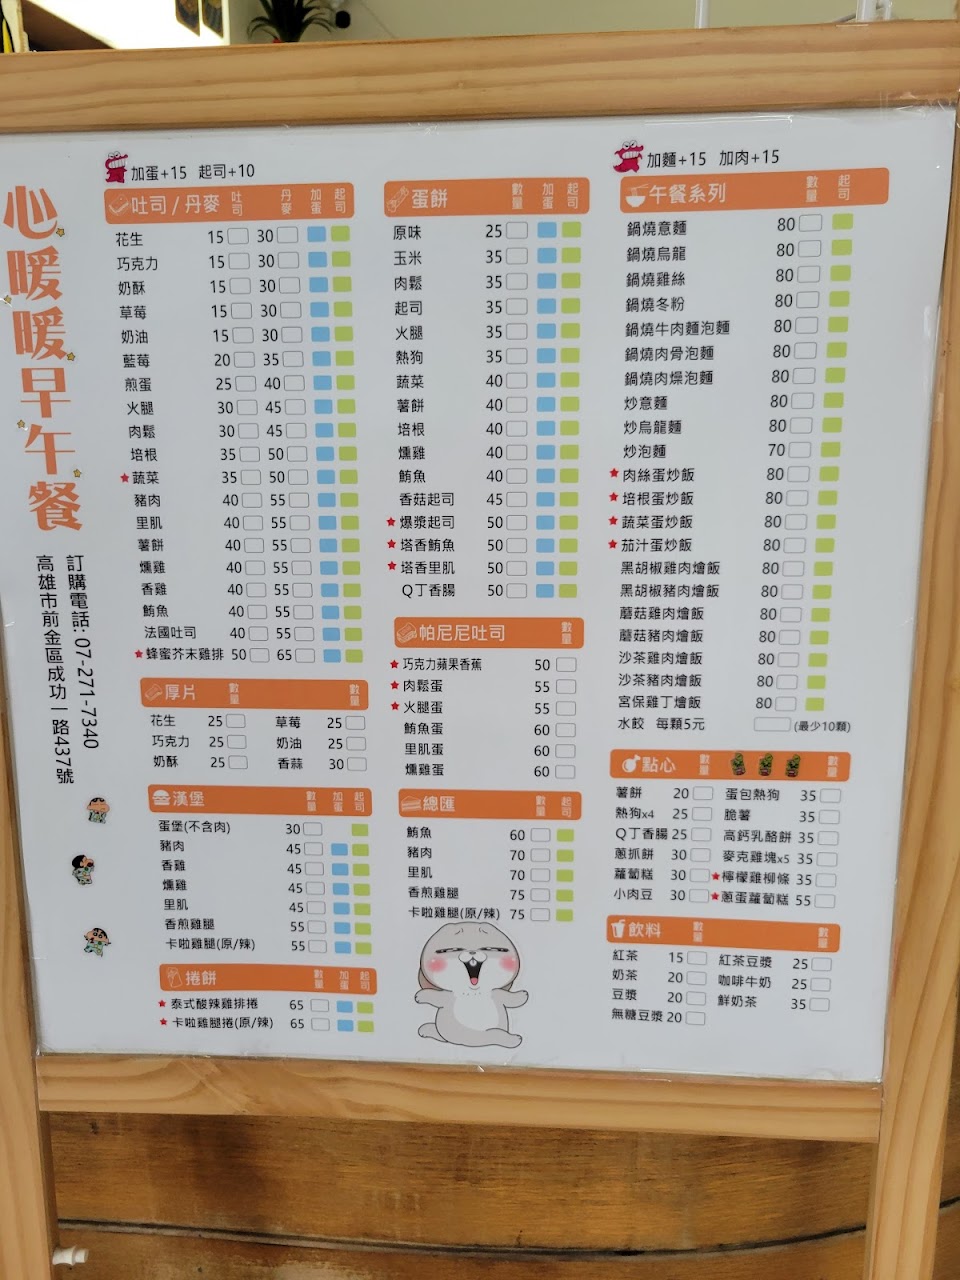 心暖暖早午餐
訂購電話: 07-271-7340
高雄市前金區成功一路437號
加蛋+15 起司+10
吐司/丹麥 吐司 丹麥 加蛋 起司
花生 15 30
巧克力 15 30
奶酥 15 30
草莓 15 30
奶油 15 30
藍莓 20 35
煎蛋 25 40
火腿 30 45
肉鬆 30 45
培根 35 50
★蔬菜 35 50
豬肉 40 55
里肌 40 55
薯餅 40 55
燻雞 40 55
香雞 40 55
鮪魚 40 55
法國吐司 40 55
★蜂蜜芥末雞排 50 65
厚片 數量 數量
花生 25 草莓 25
巧克力 25 奶油 25
奶酥 25 香蒜 30
漢堡 數量 加蛋 起司
蛋堡(不含肉) 30
豬肉 45
香雞 45
燻雞 45
里肌 45
香煎雞腿 55
卡啦雞腿(原/辣) 55
捲餅 數量 加蛋 起司
★泰式酸辣雞排捲 65
★卡啦雞腿捲(原/辣) 65
蛋餅 數量 加蛋 起司
原味 25
玉米 35
肉鬆 35
起司 35
火腿 35
熱狗 35
蔬菜 40
薯餅 40
培根 40
燻雞 40
鮪魚 40
香菇起司 45
★爆漿起司 50
★塔香鮪魚 50
★塔香里肌 50
Q丁香腸 50
帕尼尼吐司 數量
★巧克力蘋果香蕉 50
★肉鬆蛋 55
★火腿蛋 55
鮪魚蛋 60
里肌蛋 60
燻雞蛋 60
總匯 數量 起司
鮪魚 60
豬肉 70
里肌 70
香煎雞腿 75
卡啦雞腿(原/辣) 75
加麵+15 加肉+15
午餐系列 數量 起司
鍋燒意麵 80
鍋燒烏龍 80
鍋燒雞絲 80
鍋燒冬粉 80
鍋燒牛肉麵泡麵 80
鍋燒肉骨泡麵 80
鍋燒肉燥泡麵 80
炒意麵 80
炒烏龍麵 80
炒泡麵 70
★肉絲蛋炒飯 80
★培根蛋炒飯 80
★蔬菜蛋炒飯 80
★茄汁蛋炒飯 80
黑胡椒雞肉燴飯 80
黑胡椒豬肉燴飯 80
蘑菇雞肉燴飯 80
蘑菇豬肉燴飯 80
沙茶雞肉燴飯 80
沙茶豬肉燴飯 80
宮保雞丁燴飯 80
水餃 每顆5元 (最少10顆)
點心 數量 數量
薯餅 20 蛋包熱狗 35
熱狗x4 25 脆薯 35
Q丁香腸 25 高鈣乳酪餅 35
蔥抓餅 30 麥克雞塊x5 35
蘿蔔糕 30 ★檸檬雞柳條 35
小肉豆 30 ★蔥蛋蘿蔔糕 55
飲料 數量 數量
紅茶 15 紅茶豆漿 25
奶茶 20 咖啡牛奶 25
豆漿 20 鮮奶茶 35
無糖豆漿 20